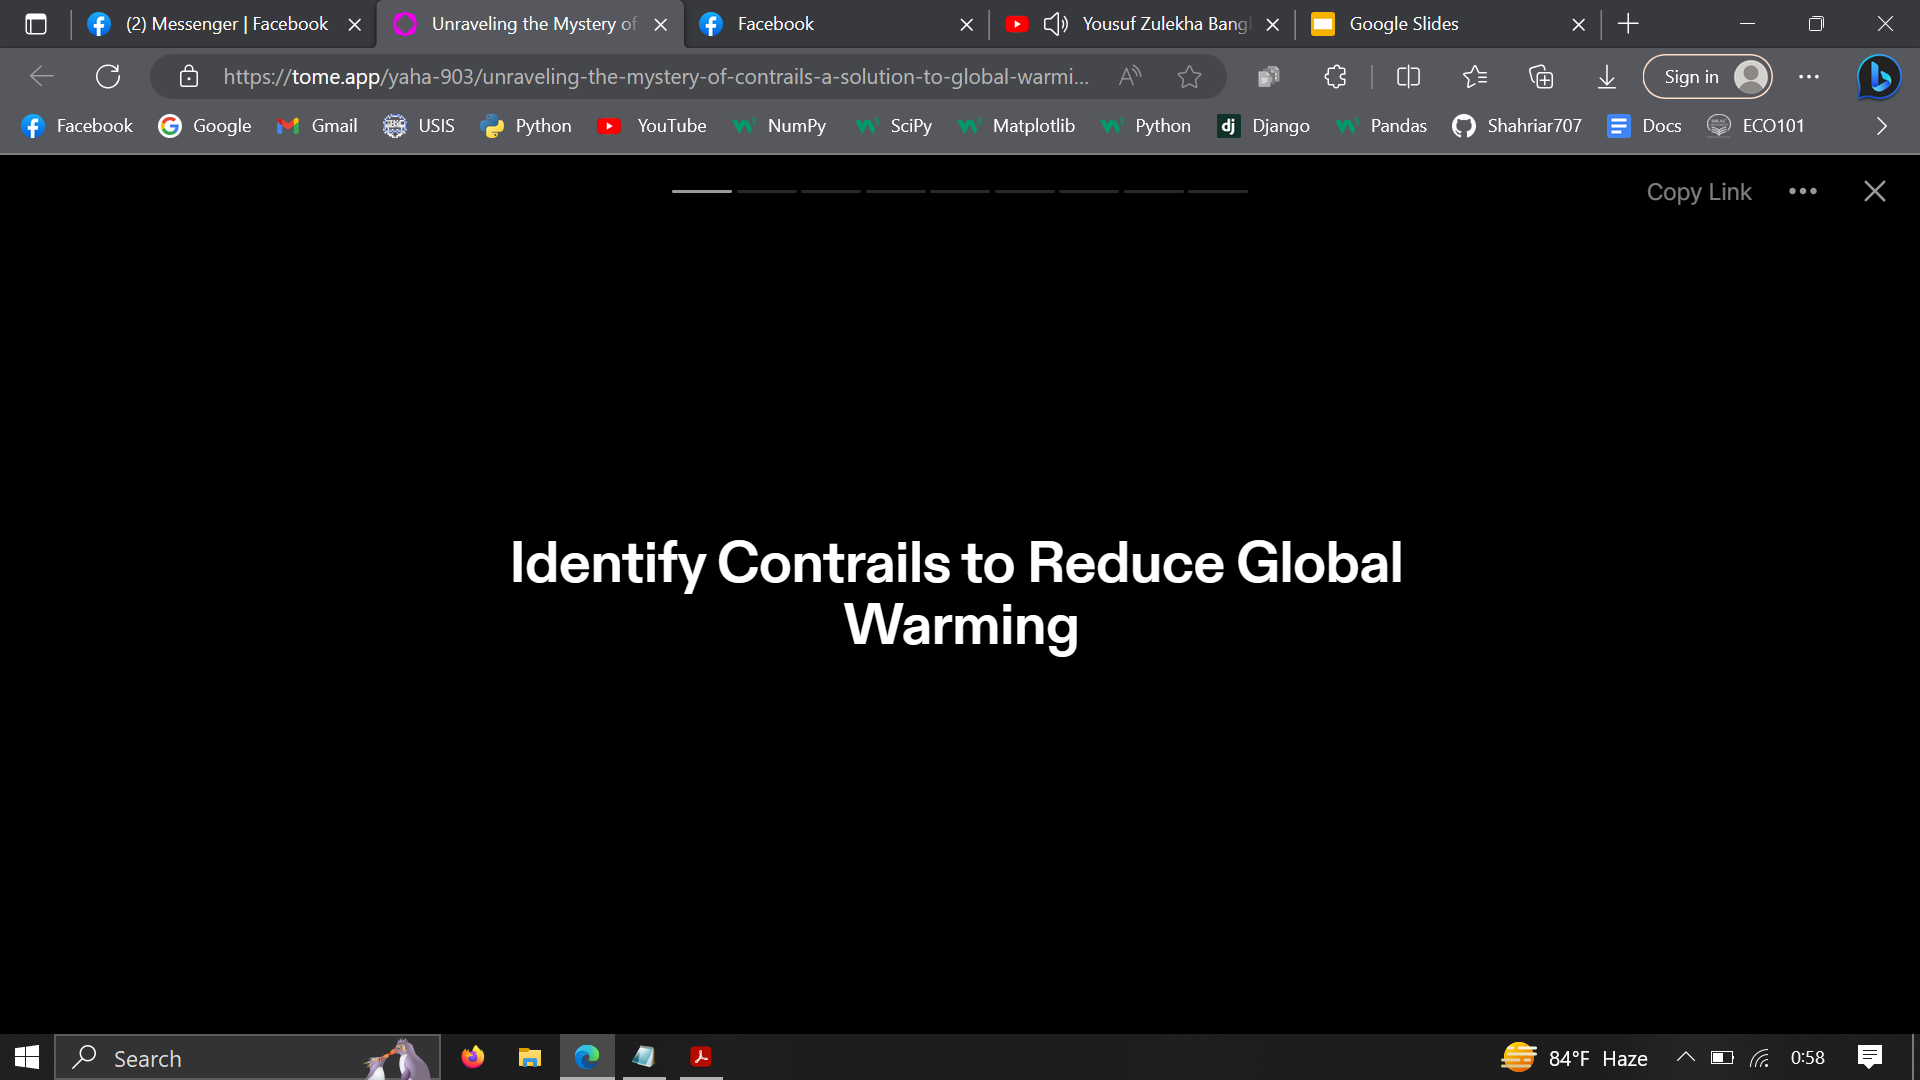 (2) Messenger | Facebook
Unraveling the Mystery of
Facebook
Yousuf Zulekha Bangl
Google Slides
https://tome.app/yaha-903/unraveling-the-mystery-of-contrails-a-solution-to-global-warmi...
Sign in
Facebook
Google
Gmail
USIS
Python
YouTube
NumPy
SciPy
Matplotlib
Python
dj Django
Pandas
Shahriar707
Docs
ECO101
Copy Link
Identify Contrails to Reduce Global
Warming
Search
84°F Haze
0:58